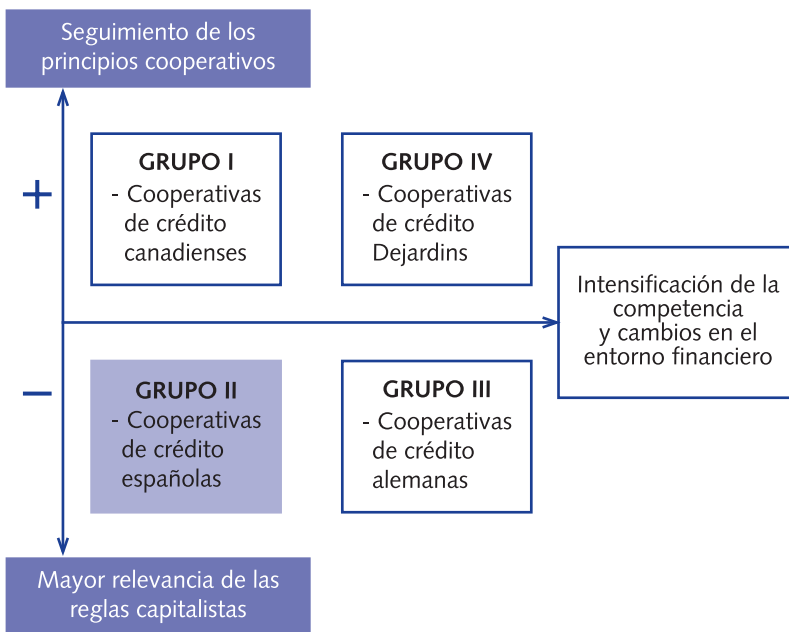 Seguimiento de los
principios cooperativos
+
GRUPO I
- Cooperativas
de crédito
canadienses
GRUPO IV
- Cooperativas
de crédito
Dejardins
Intensificación de la
competencia
y cambios en el
entorno financiero
–
GRUPO II
- Cooperativas
de crédito
españolas
GRUPO III
- Cooperativas
de crédito
alemanas
Mayor relevancia de las
reglas capitalistas